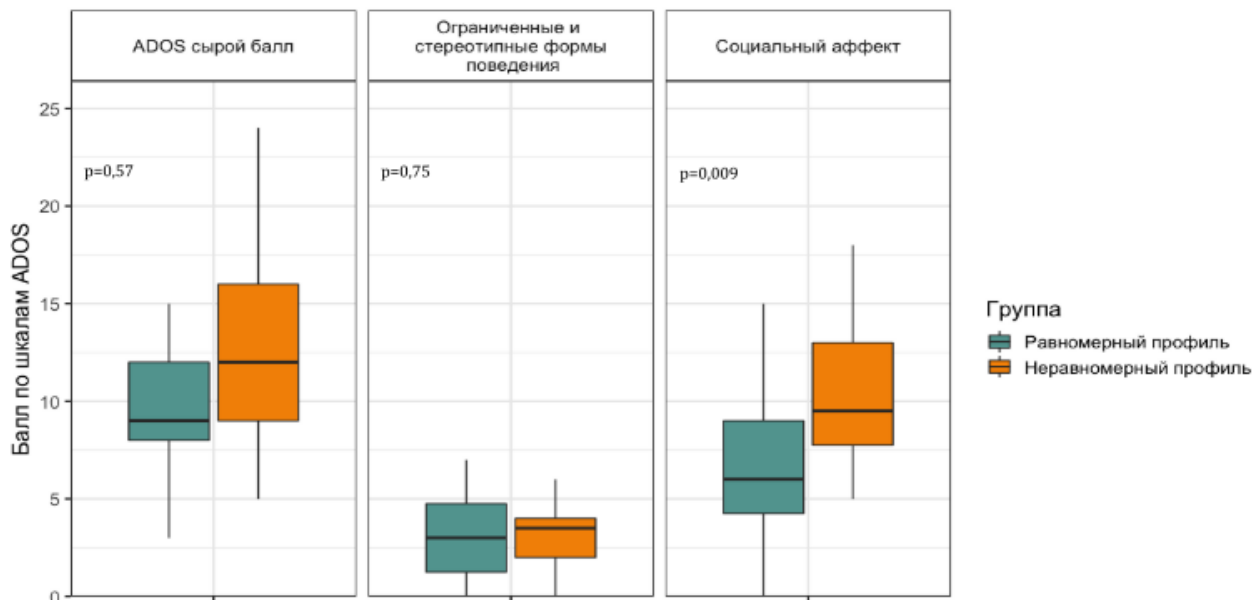 ADOS сырой балл
Ограниченные и
стереотипные формы
поведения
Социальный аффект
p=0,57
p=0,75
p=0,009
25
20
15
10
5
0
Балл по шкалам ADOS
Группа
Равномерный профиль
Неравномерный профиль